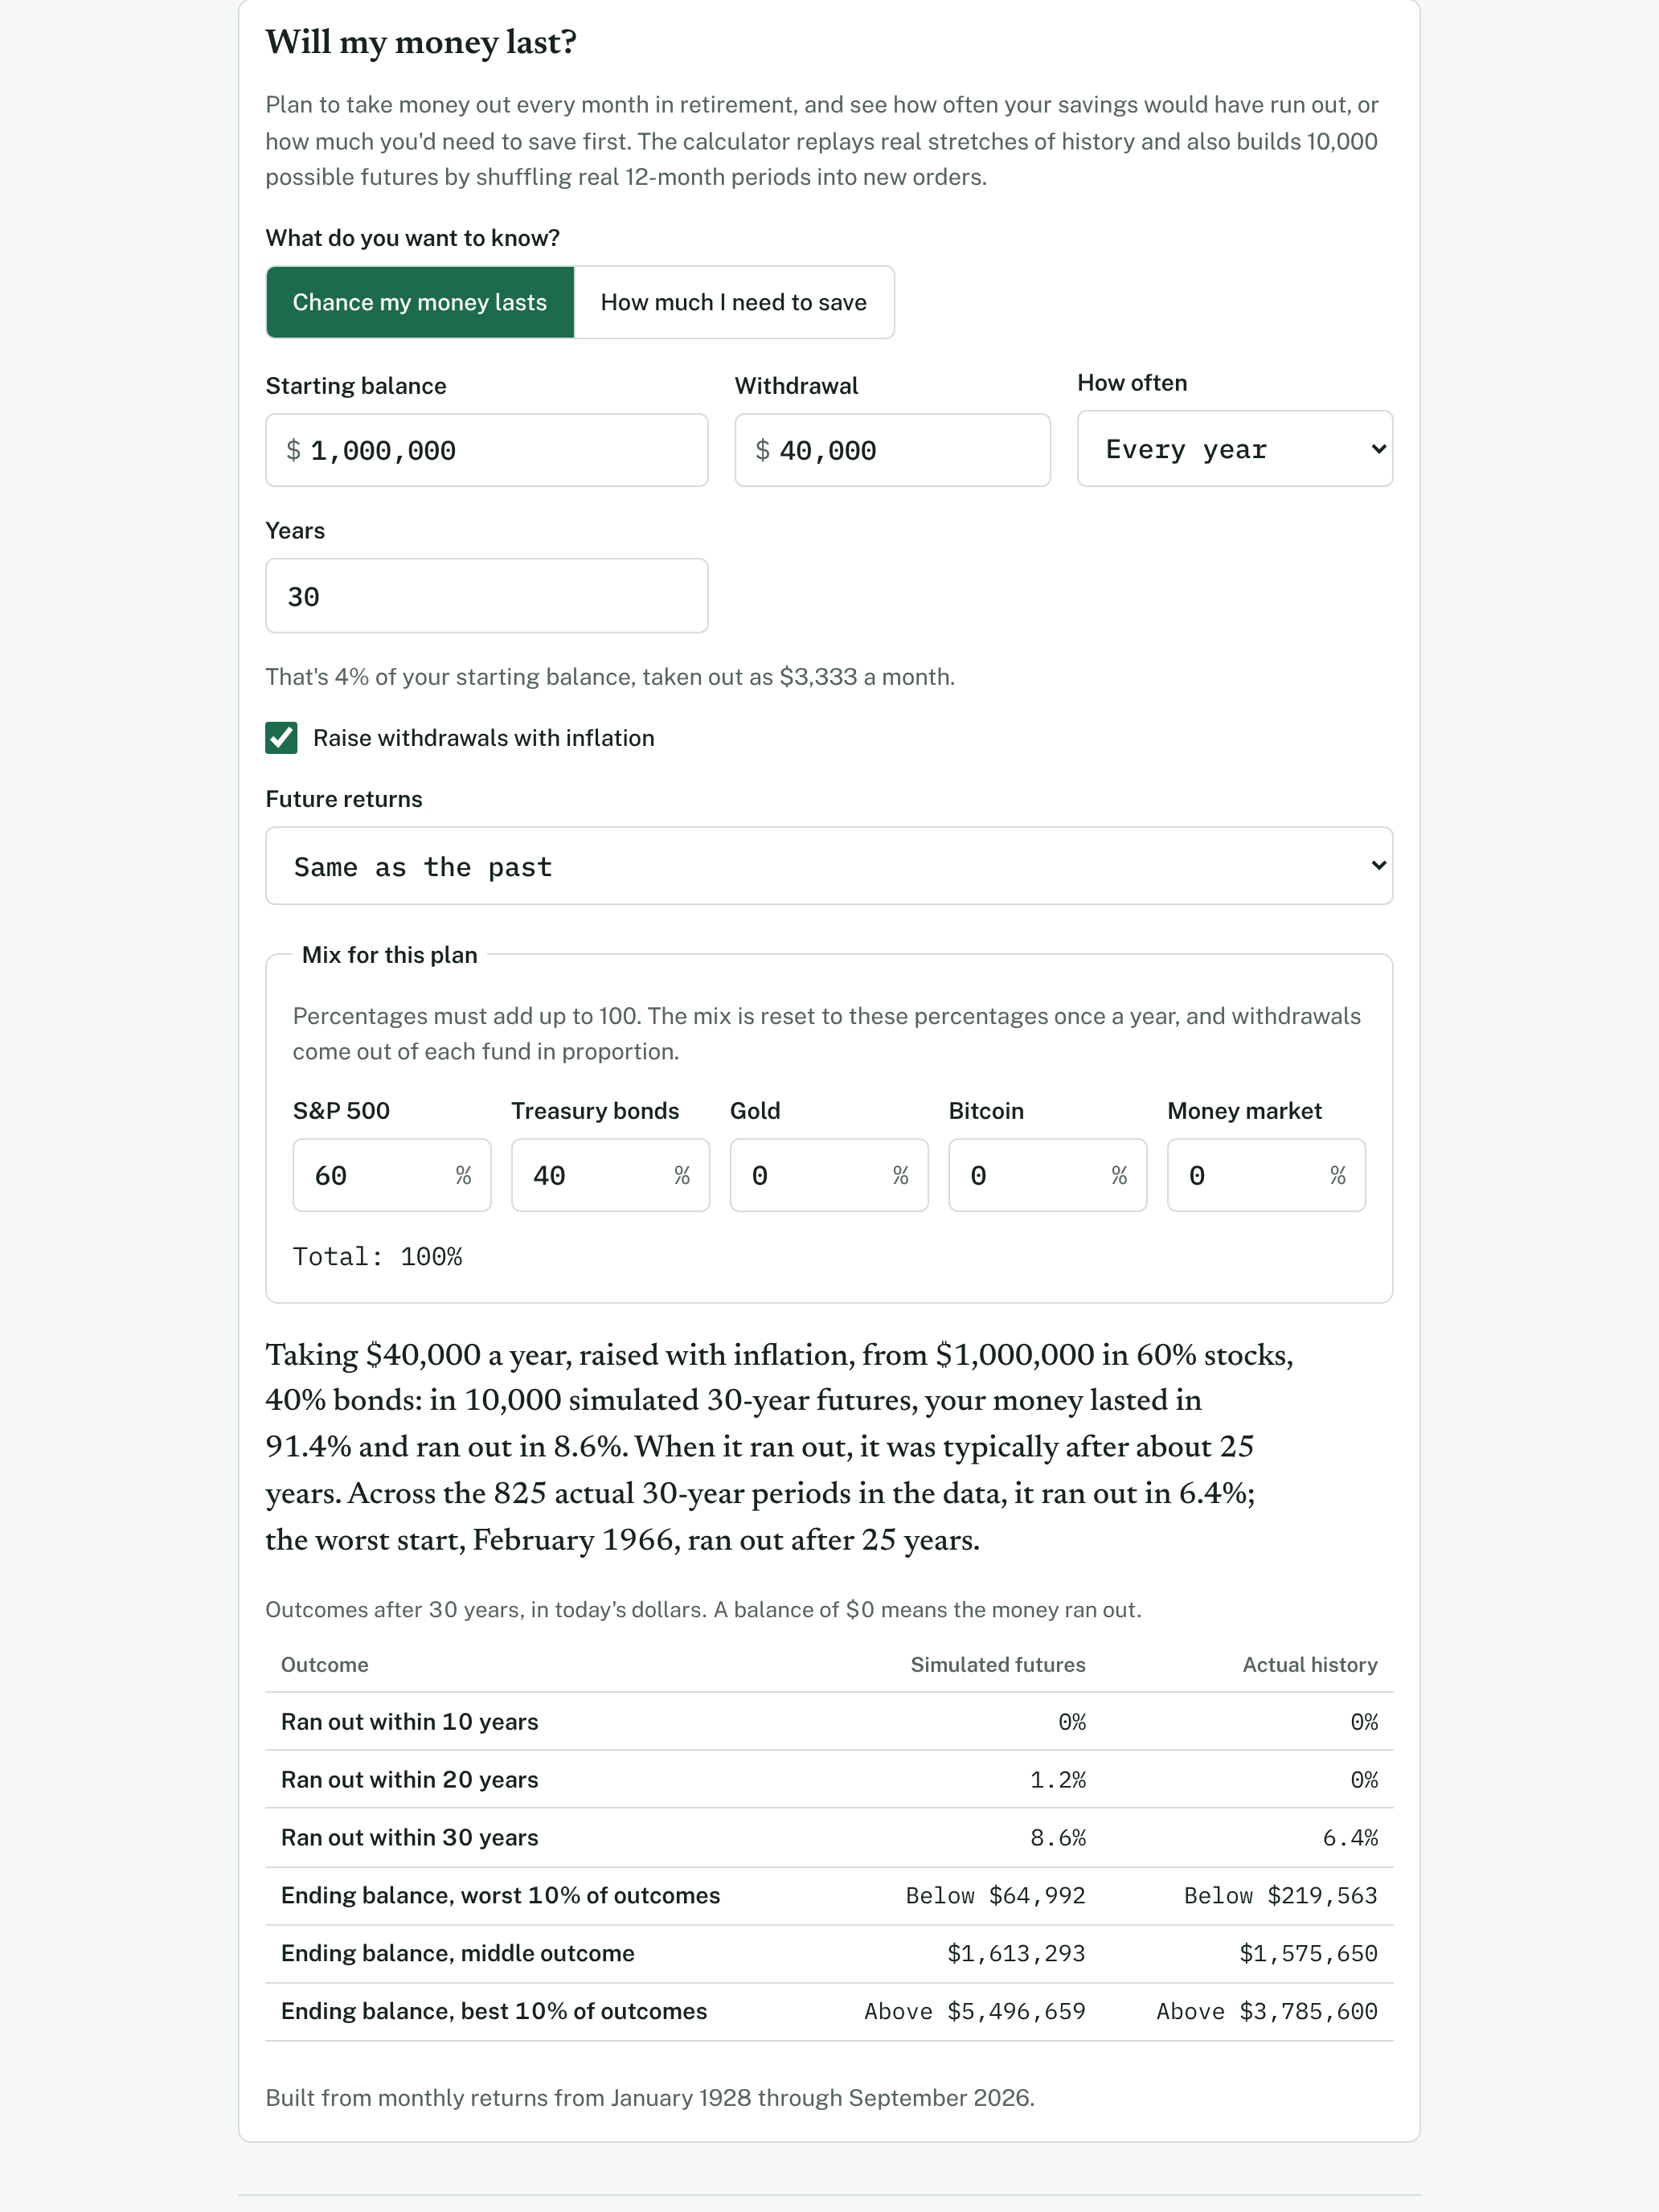 Will my money last?
Plan to take money out every month in retirement, and see how often your savings would have run out, or
how much you'd need to save first. The calculator replays real stretches of history and also builds 10,000
possible futures by shuffling real 12-month periods into new orders.
What do you want to know?
Chance my money lasts How much I need to save
Starting balance Withdrawal How often
$ 1,000,000 $ 40,000 Every year
Years
30
That's 4% of your starting balance, taken out as $3,333 a month.
Raise withdrawals with inflation
Future returns
Same as the past
Mix for this plan
Percentages must add up to 100. The mix is reset to these percentages once a year, and withdrawals
come out of each fund in proportion.
S&P 500 Treasury bonds Gold Bitcoin Money market
60 % 40 % 0 % 0 % 0 %
Total: 100%
Taking $40,000 a year, raised with inflation, from $1,000,000 in 60% stocks,
40% bonds: in 10,000 simulated 30-year futures, your money lasted in
91.4% and ran out in 8.6%. When it ran out, it was typically after about 25
years. Across the 825 actual 30-year periods in the data, it ran out in 6.4%;
the worst start, February 1966, ran out after 25 years.
Outcomes after 30 years, in today's dollars. A balance of $0 means the money ran out.
Outcome Simulated futures Actual history
Ran out within 10 years 0% 0%
Ran out within 20 years 1.2% 0%
Ran out within 30 years 8.6% 6.4%
Ending balance, worst 10% of outcomes Below $64,992 Below $219,563
Ending balance, middle outcome $1,613,293 $1,575,650
Ending balance, best 10% of outcomes Above $5,496,659 Above $3,785,600
Built from monthly returns from January 1928 through September 2026.